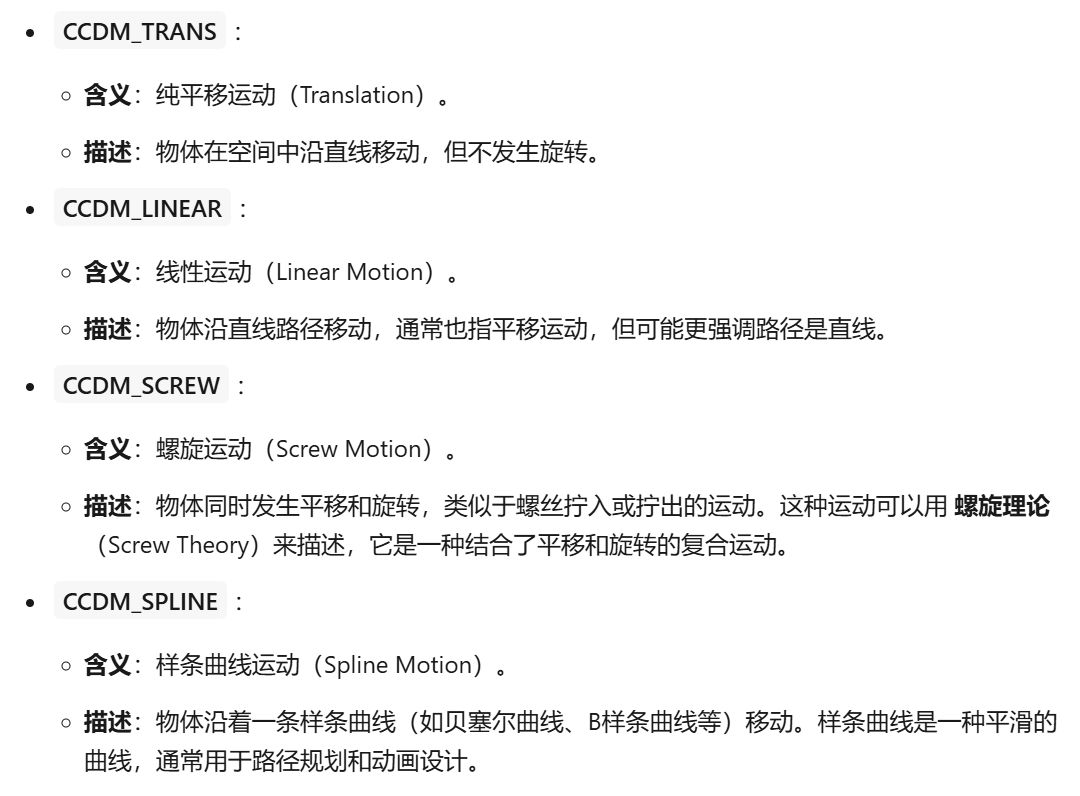 CCDM_TRANS：
含义：纯平移运动（Translation）。
描述：物体在空间中沿直线移动，但不发生旋转。
CCDM_LINEAR：
含义：线性运动（Linear Motion）。
描述：物体沿直线路径移动，通常也指平移运动，但可能更强调路径是直线。
CCDM_SCREW：
含义：螺旋运动（Screw Motion）。
描述：物体同时发生平移和旋转，类似于螺丝拧入或拧出的运动。这种运动可以用 螺旋理论
（Screw Theory）来描述，它是一种结合了平移和旋转的复合运动。
CCDM_SPLINE：
含义：样条曲线运动（Spline Motion）。
描述：物体沿着一条样条曲线（如贝塞尔曲线、B样条曲线等）移动。样条曲线是一种平滑的
曲线，通常用于路径规划和动画设计。